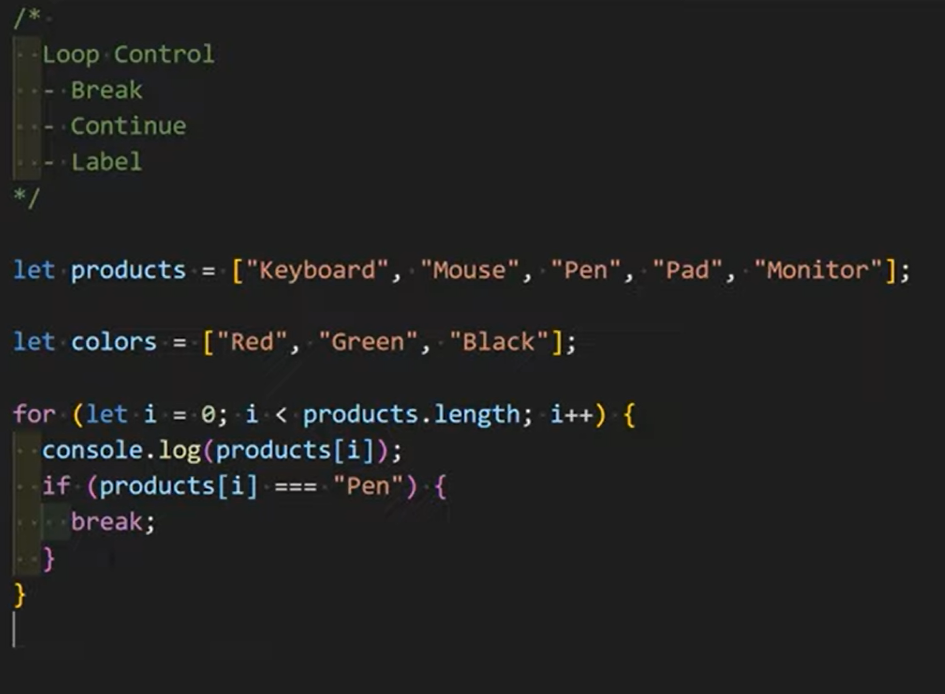 /*
  Loop Control
  - Break
  - Continue
  - Label
*/
let products = ["Keyboard", "Mouse", "Pen", "Pad", "Monitor"];
let colors = ["Red", "Green", "Black"];
for (let i = 0; i < products.length; i++) {
  console.log(products[i]);
  if (products[i] === "Pen") {
    break;
  }
}